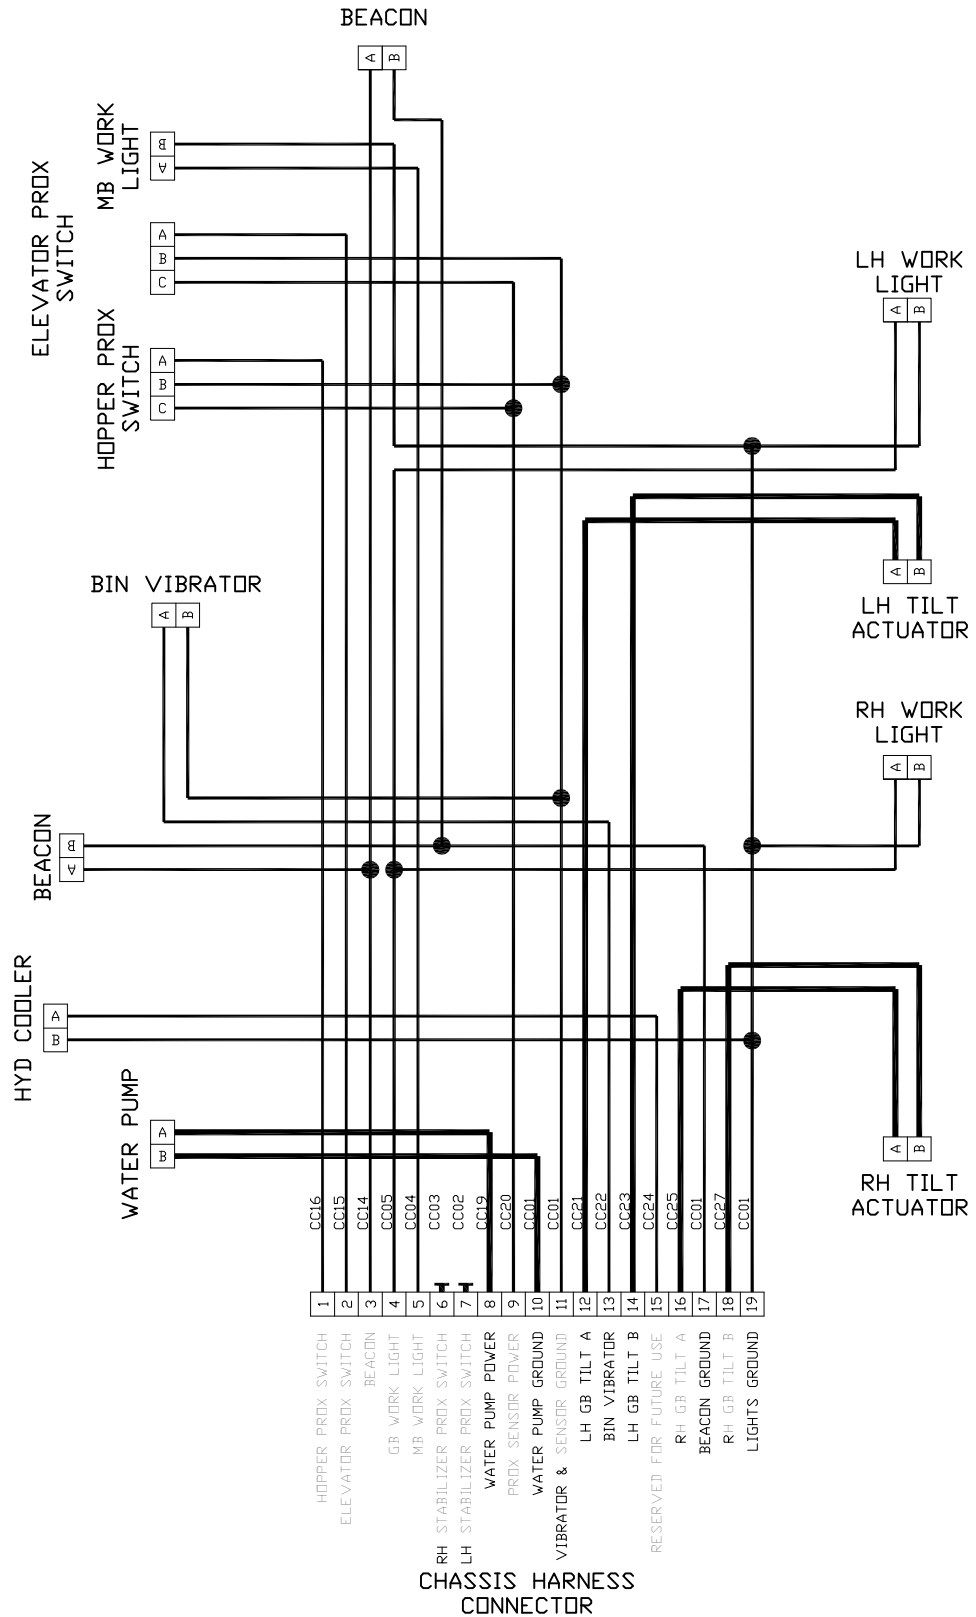 BEACON
A
B
MB WORK
LIGHT
B
A
ELEVATOR PROX
SWITCH
A
B
C
LH WORK
LIGHT
A
B
HOPPER PROX
SWITCH
A
B
C
A
B
LH TILT
ACTUATOR
BIN VIBRATOR
A
B
RH WORK
LIGHT
A
B
BEACON
B
A
HYD COOLER
A
B
WATER PUMP
A
B
A
B
RH TILT
ACTUATOR
CC16
CC15
CC14
CC05
CC04
CC03
CC02
CC19
CC20
CC01
CC01
CC21
CC22
CC23
CC24
CC25
CC01
CC27
CC01
1
2
3
4
5
6
7
8
9
10
11
12
13
14
15
16
17
18
19
HOPPER PROX SWITCH
ELEVATOR PROX SWITCH
BEACON
GB WORK LIGHT
MB WORK LIGHT
RH STABILIZER PROX SWITCH
LH STABILIZER PROX SWITCH
WATER PUMP POWER
PROX SENSOR POWER
WATER PUMP GROUND
VIBRATOR & SENSOR GROUND
LH GB TILT A
BIN VIBRATOR
LH GB TILT B
RESERVED FOR FUTURE USE
RH GB TILT A
BEACON GROUND
RH GB TILT B
LIGHTS GROUND
CHASSIS HARNESS
CONNECTOR